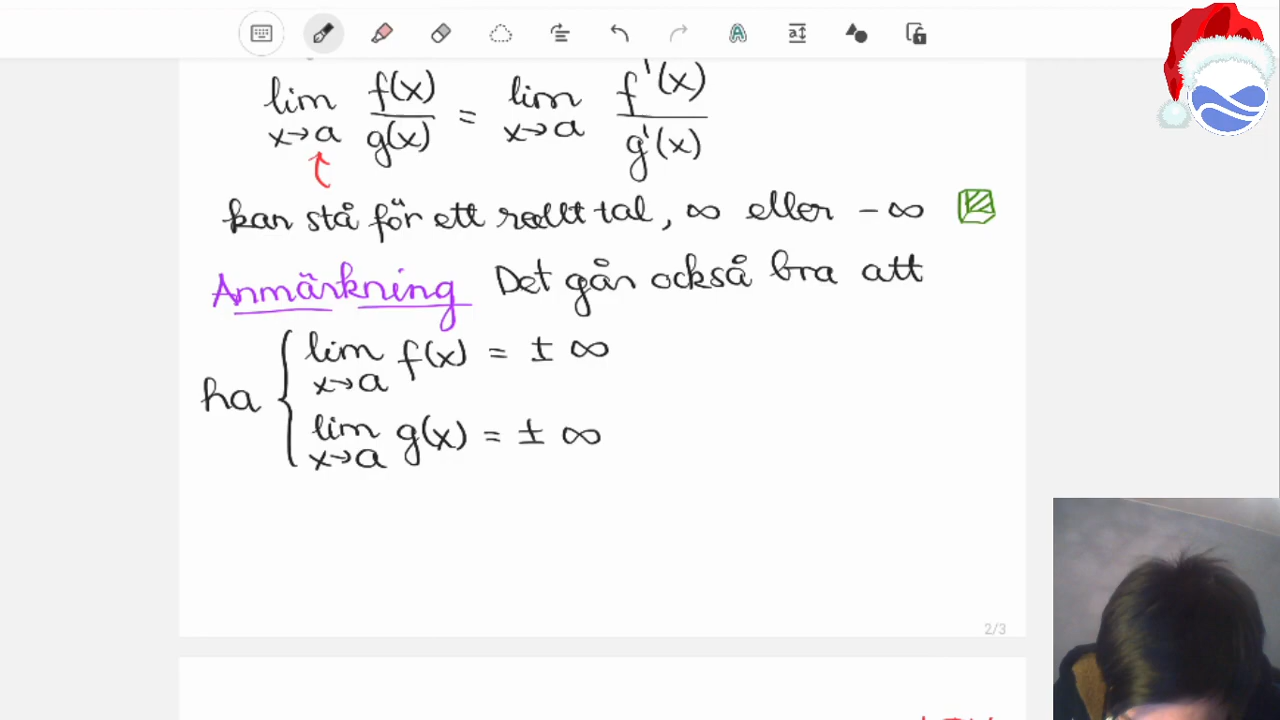 lim x→a f(x)/g(x) = lim x→a f'(x)/g'(x)
kan stå för ett reellt tal, ∞ eller -∞
Anmärkning Det går också bra att
ha { lim x→a f(x) = ± ∞
lim x→a g(x) = ± ∞
2/3